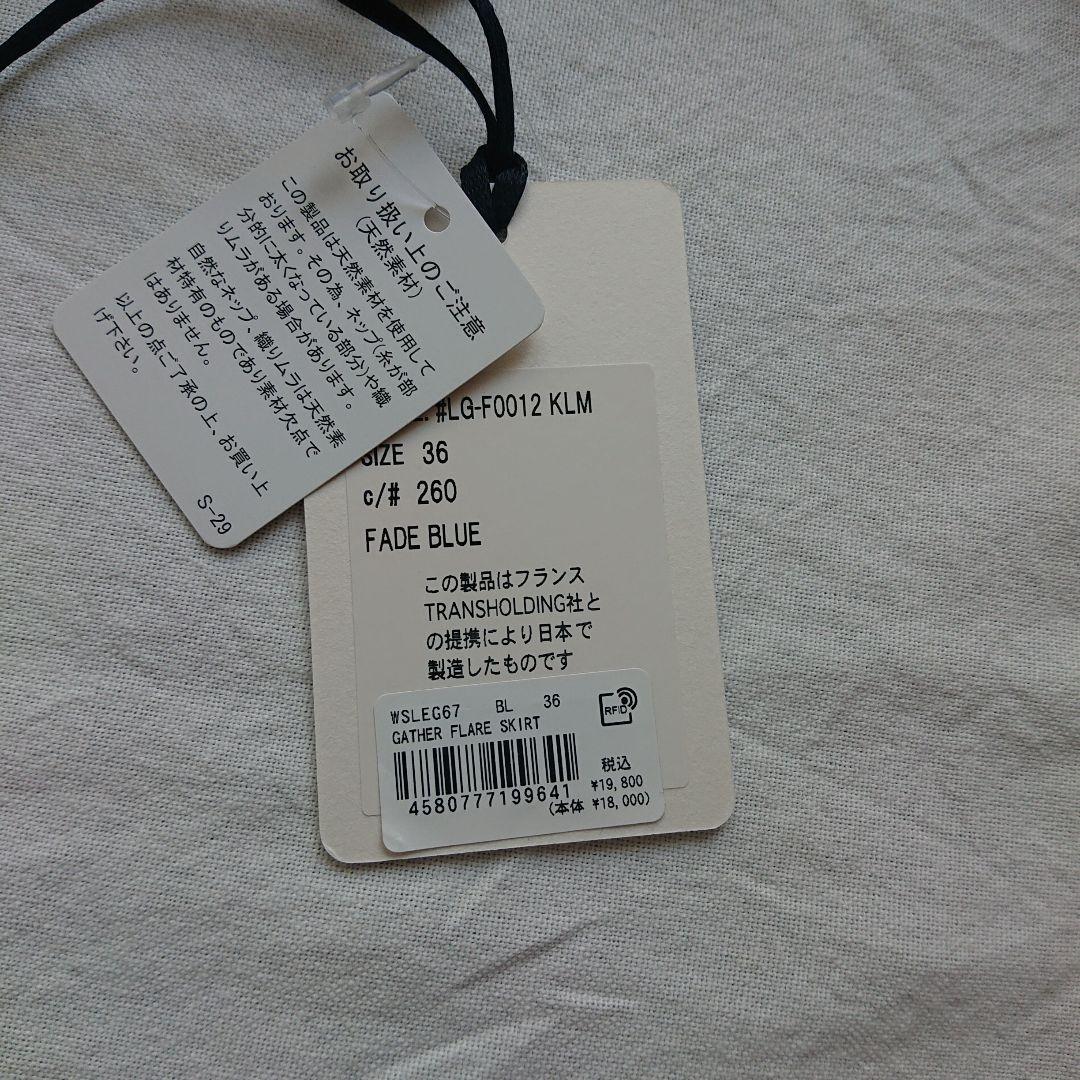 お取り扱い上のご注意
(天然素材)
この製品は天然素材を使用して
おります。その為、ネップ(糸が部
分的に太くなっている部分)や織
りムラがある場合があります。
自然なネップ、織りムラは天然素
材特有のものであり素材欠点で
はありません。
以上の点ご了承の上、お買い上
げ下さい。
S-29
#LG-F0012 KLM
SIZE 36
c/# 260
FADE BLUE
この製品はフランス
TRANSHOLDING社と
の提携により日本で
製造したものです
WSLEG67 BL 36
GATHER FLARE SKIRT
RFID
4580777199641
税込
¥19,800
(本体 ¥18,000)